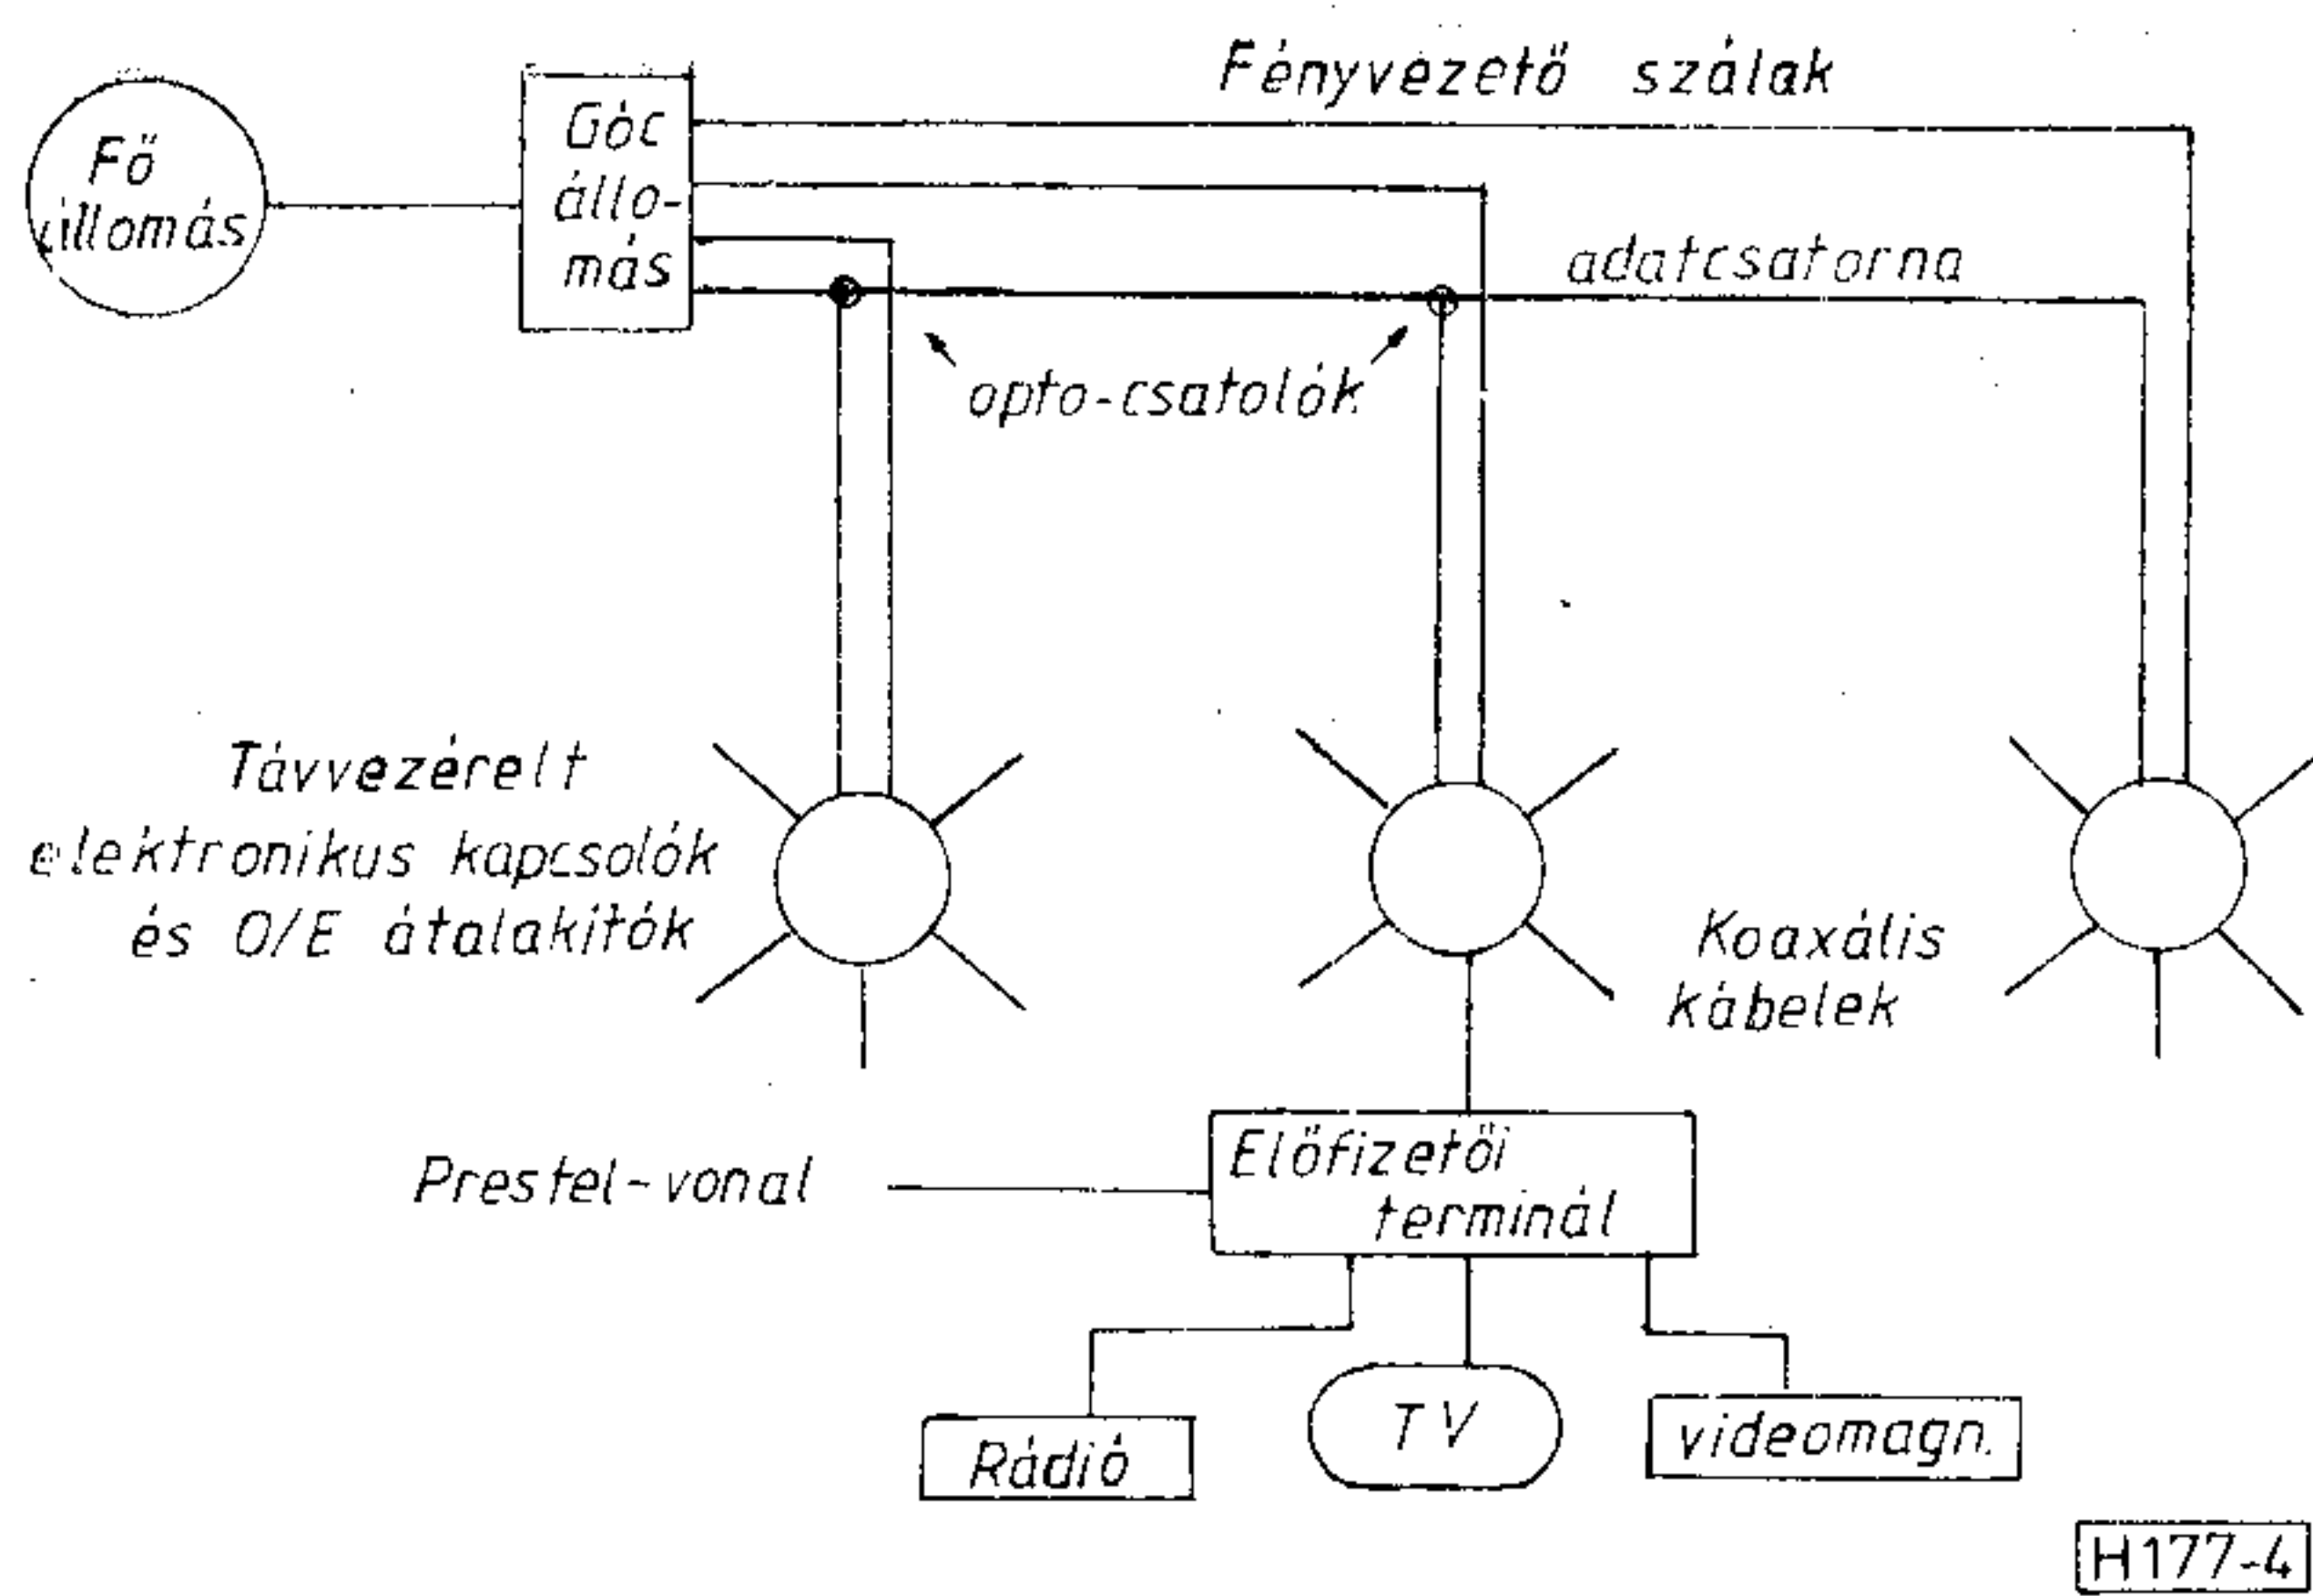 Fényvezető szálak
Fő
állomás
Góc
állo-
más
adatcsatorna
opto-csatolók
Távvezérelt
elektronikus kapcsolók
és O/E átalakítók
Koaxális
kábelek
Prestel-vonal
Előfizetői
terminál
Rádió
TV
videomagn.
H177-4